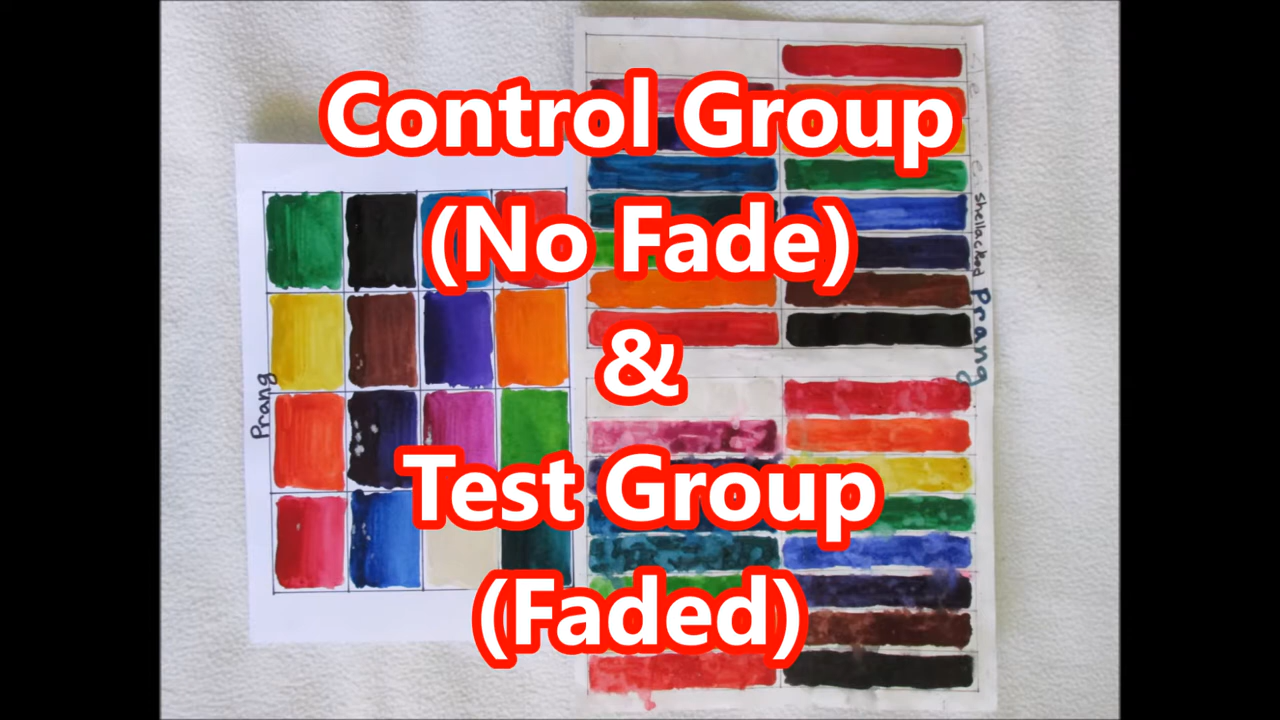 Control Group
(No Fade)
&
Test Group
(Faded)
Prang
shellacked
Prang